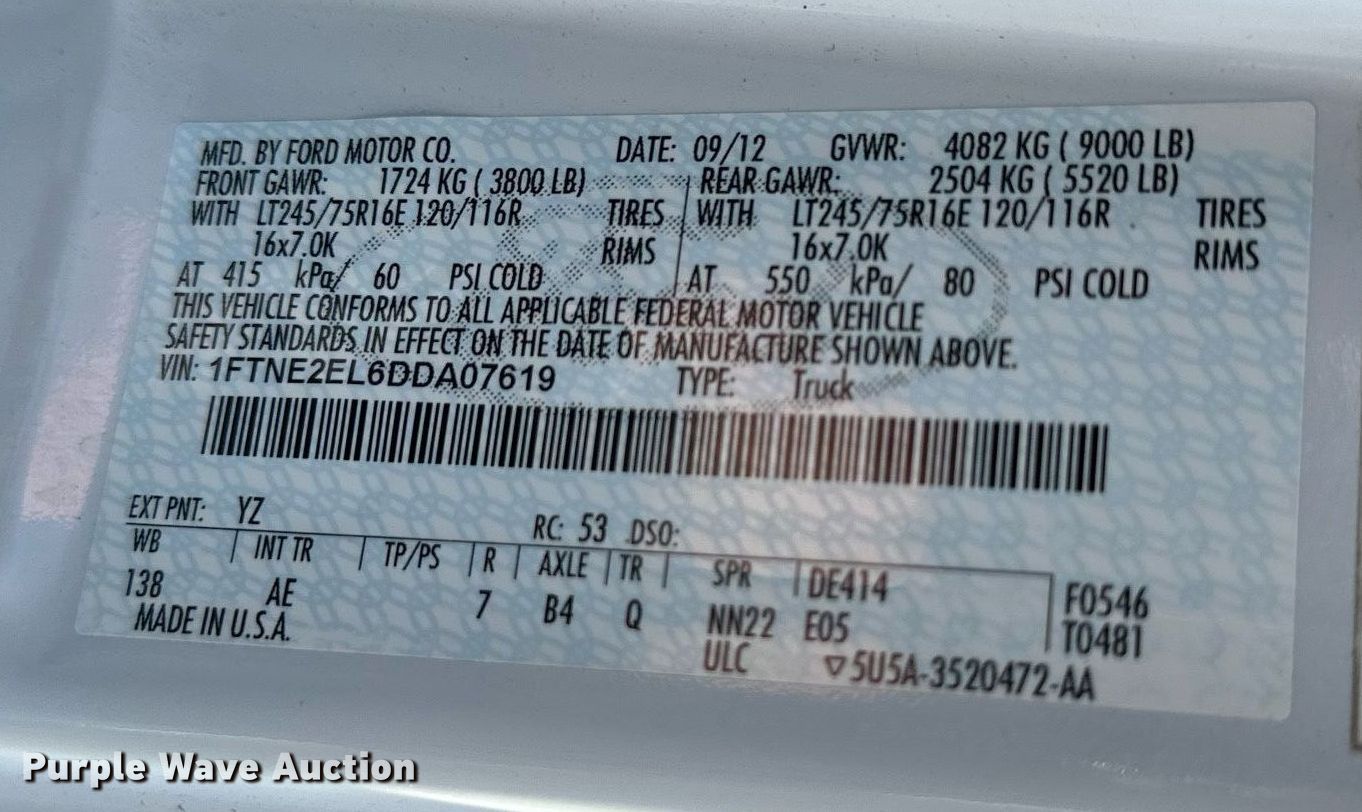 MFD. BY FORD MOTOR CO. DATE: 09/12 GVWR: 4082 KG ( 9000 LB)
FRONT GAWR: 1724 KG ( 3800 LB) REAR GAWR: 2504 KG ( 5520 LB)
WITH LT245/75R16E 120/116R TIRES WITH LT245/75R16E 120/116R TIRES
16x7.0K RIMS 16x7.0K RIMS
AT 415 kPa/ 60 PSI COLD AT 550 kPa/ 80 PSI COLD
THIS VEHICLE CONFORMS TO ALL APPLICABLE FEDERAL MOTOR VEHICLE
SAFETY STANDARDS IN EFFECT ON THE DATE OF MANUFACTURE SHOWN ABOVE.
VIN: 1FTNE2EL6DDA07619 TYPE: Truck
EXT PNT: YZ RC: 53 DSO:
WB INT TR TP/PS R AXLE TR SPR DE414 F0546
138 AE 7 B4 Q NN22 E05 T0481
MADE IN U.S.A. ULC ▽5U5A-3520472-AA
Purple Wave Auction